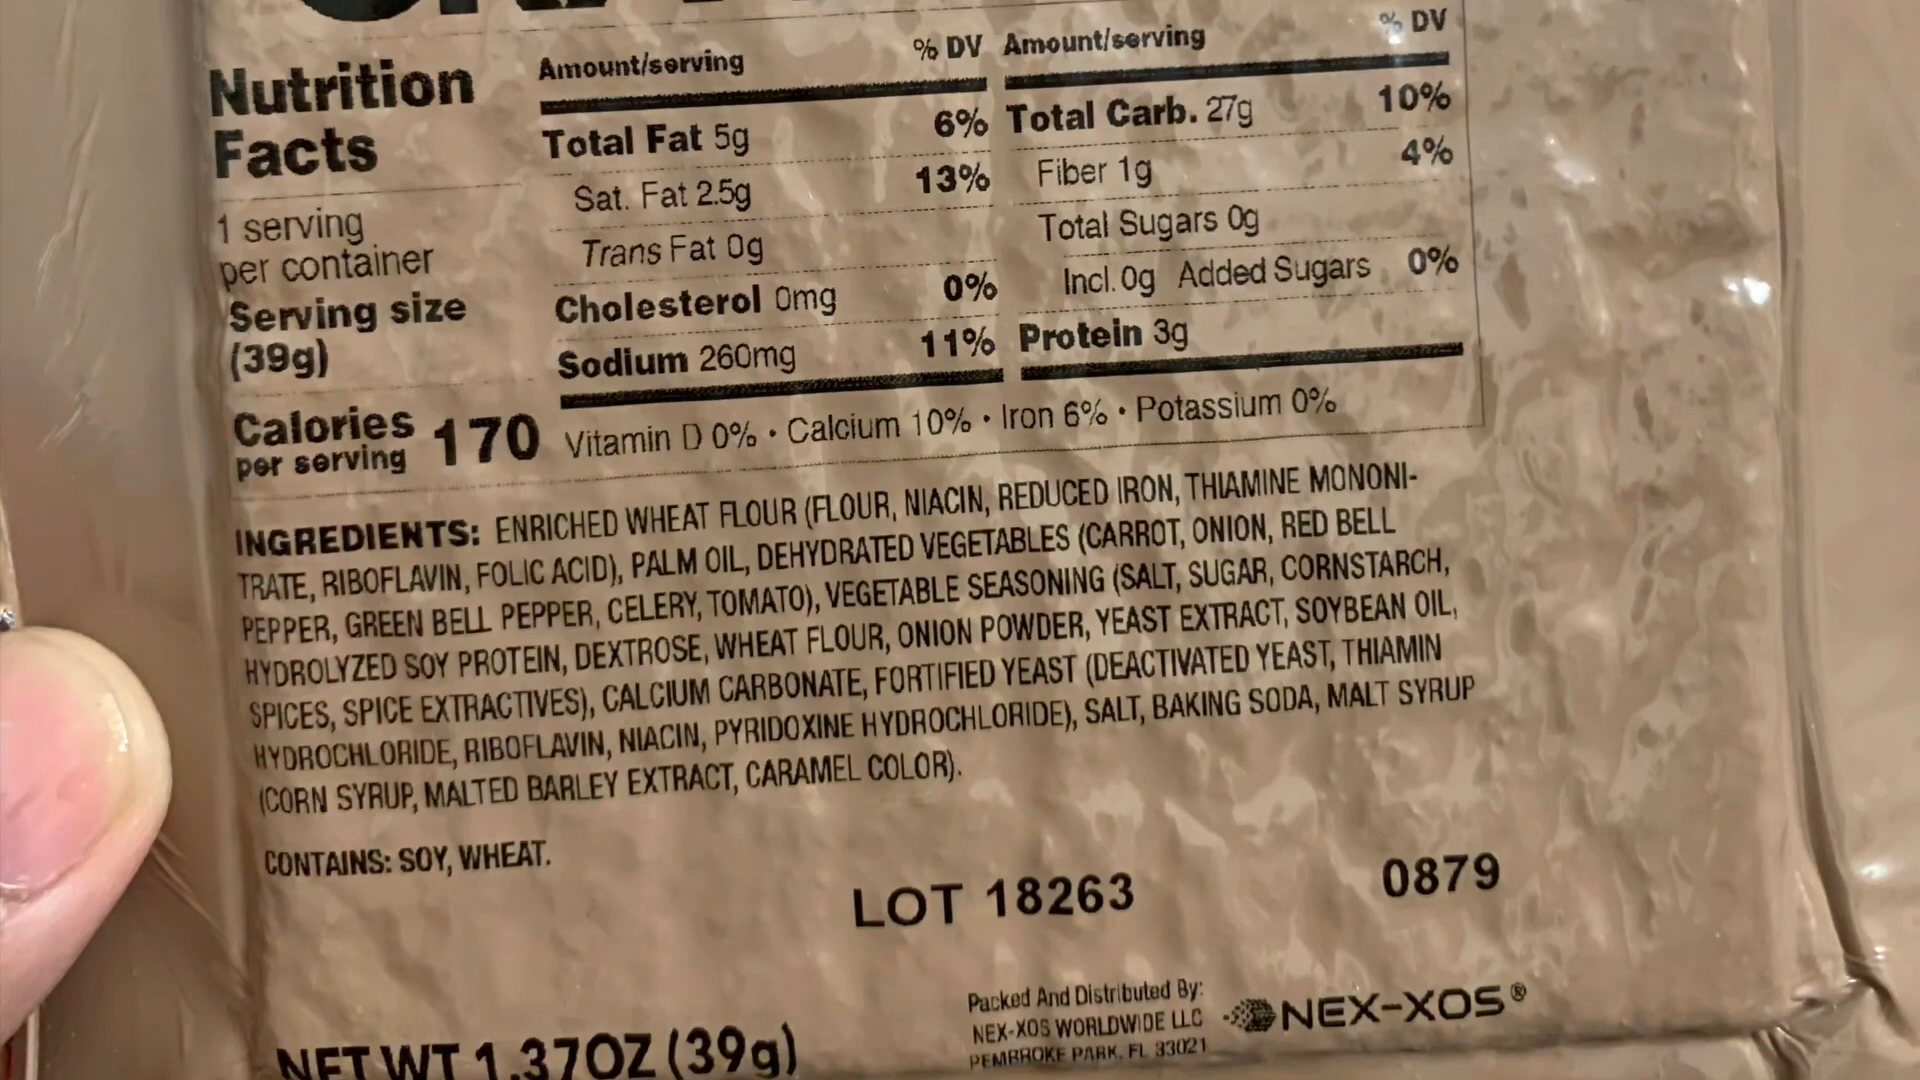 Nutrition
Facts
1 serving
per container
Serving size
(39g)
Calories
per serving 170
Amount/serving % DV
Total Fat 5g 6%
Sat. Fat 2.5g 13%
Trans Fat 0g
Cholesterol 0mg 0%
Sodium 260mg 11%
Amount/serving % DV
Total Carb. 27g 10%
Fiber 1g 4%
Total Sugars 0g
Incl. 0g Added Sugars 0%
Protein 3g
Vitamin D 0% • Calcium 10% • Iron 6% • Potassium 0%
INGREDIENTS: ENRICHED WHEAT FLOUR (FLOUR, NIACIN, REDUCED IRON, THIAMINE MONONI-
TRATE, RIBOFLAVIN, FOLIC ACID), PALM OIL, DEHYDRATED VEGETABLES (CARROT, ONION, RED BELL
PEPPER, GREEN BELL PEPPER, CELERY, TOMATO), VEGETABLE SEASONING (SALT, SUGAR, CORNSTARCH,
HYDROLYZED SOY PROTEIN, DEXTROSE, WHEAT FLOUR, ONION POWDER, YEAST EXTRACT, SOYBEAN OIL,
SPICES, SPICE EXTRACTIVES), CALCIUM CARBONATE, FORTIFIED YEAST (DEACTIVATED YEAST, THIAMIN
HYDROCHLORIDE, RIBOFLAVIN, NIACIN, PYRIDOXINE HYDROCHLORIDE), SALT, BAKING SODA, MALT SYRUP
(CORN SYRUP, MALTED BARLEY EXTRACT, CARAMEL COLOR).
CONTAINS: SOY, WHEAT.
LOT 18263 0879
Packed And Distributed By:
NEX-XOS WORLDWIDE LLC
PEMBROKE PARK, FL 33021
NEX-XOS®
NET WT 1.37OZ (39g)